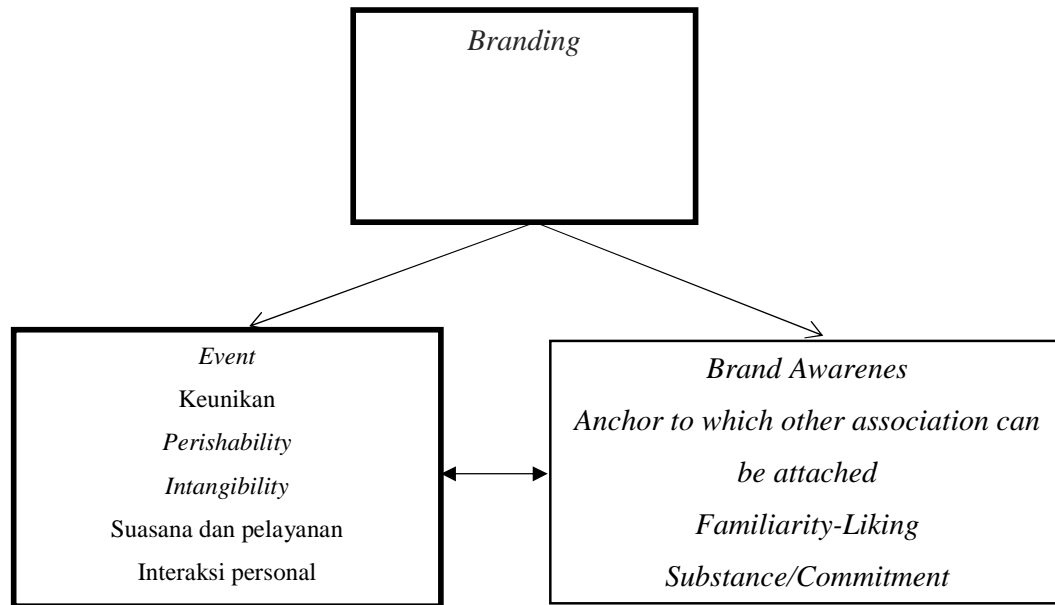 Branding
Event
Keunikan
Perishability
Intangibility
Suasana dan pelayanan
Interaksi personal
Brand Awarenes
Anchor to which other association can
be attached
Familiarity-Liking
Substance/Commitment